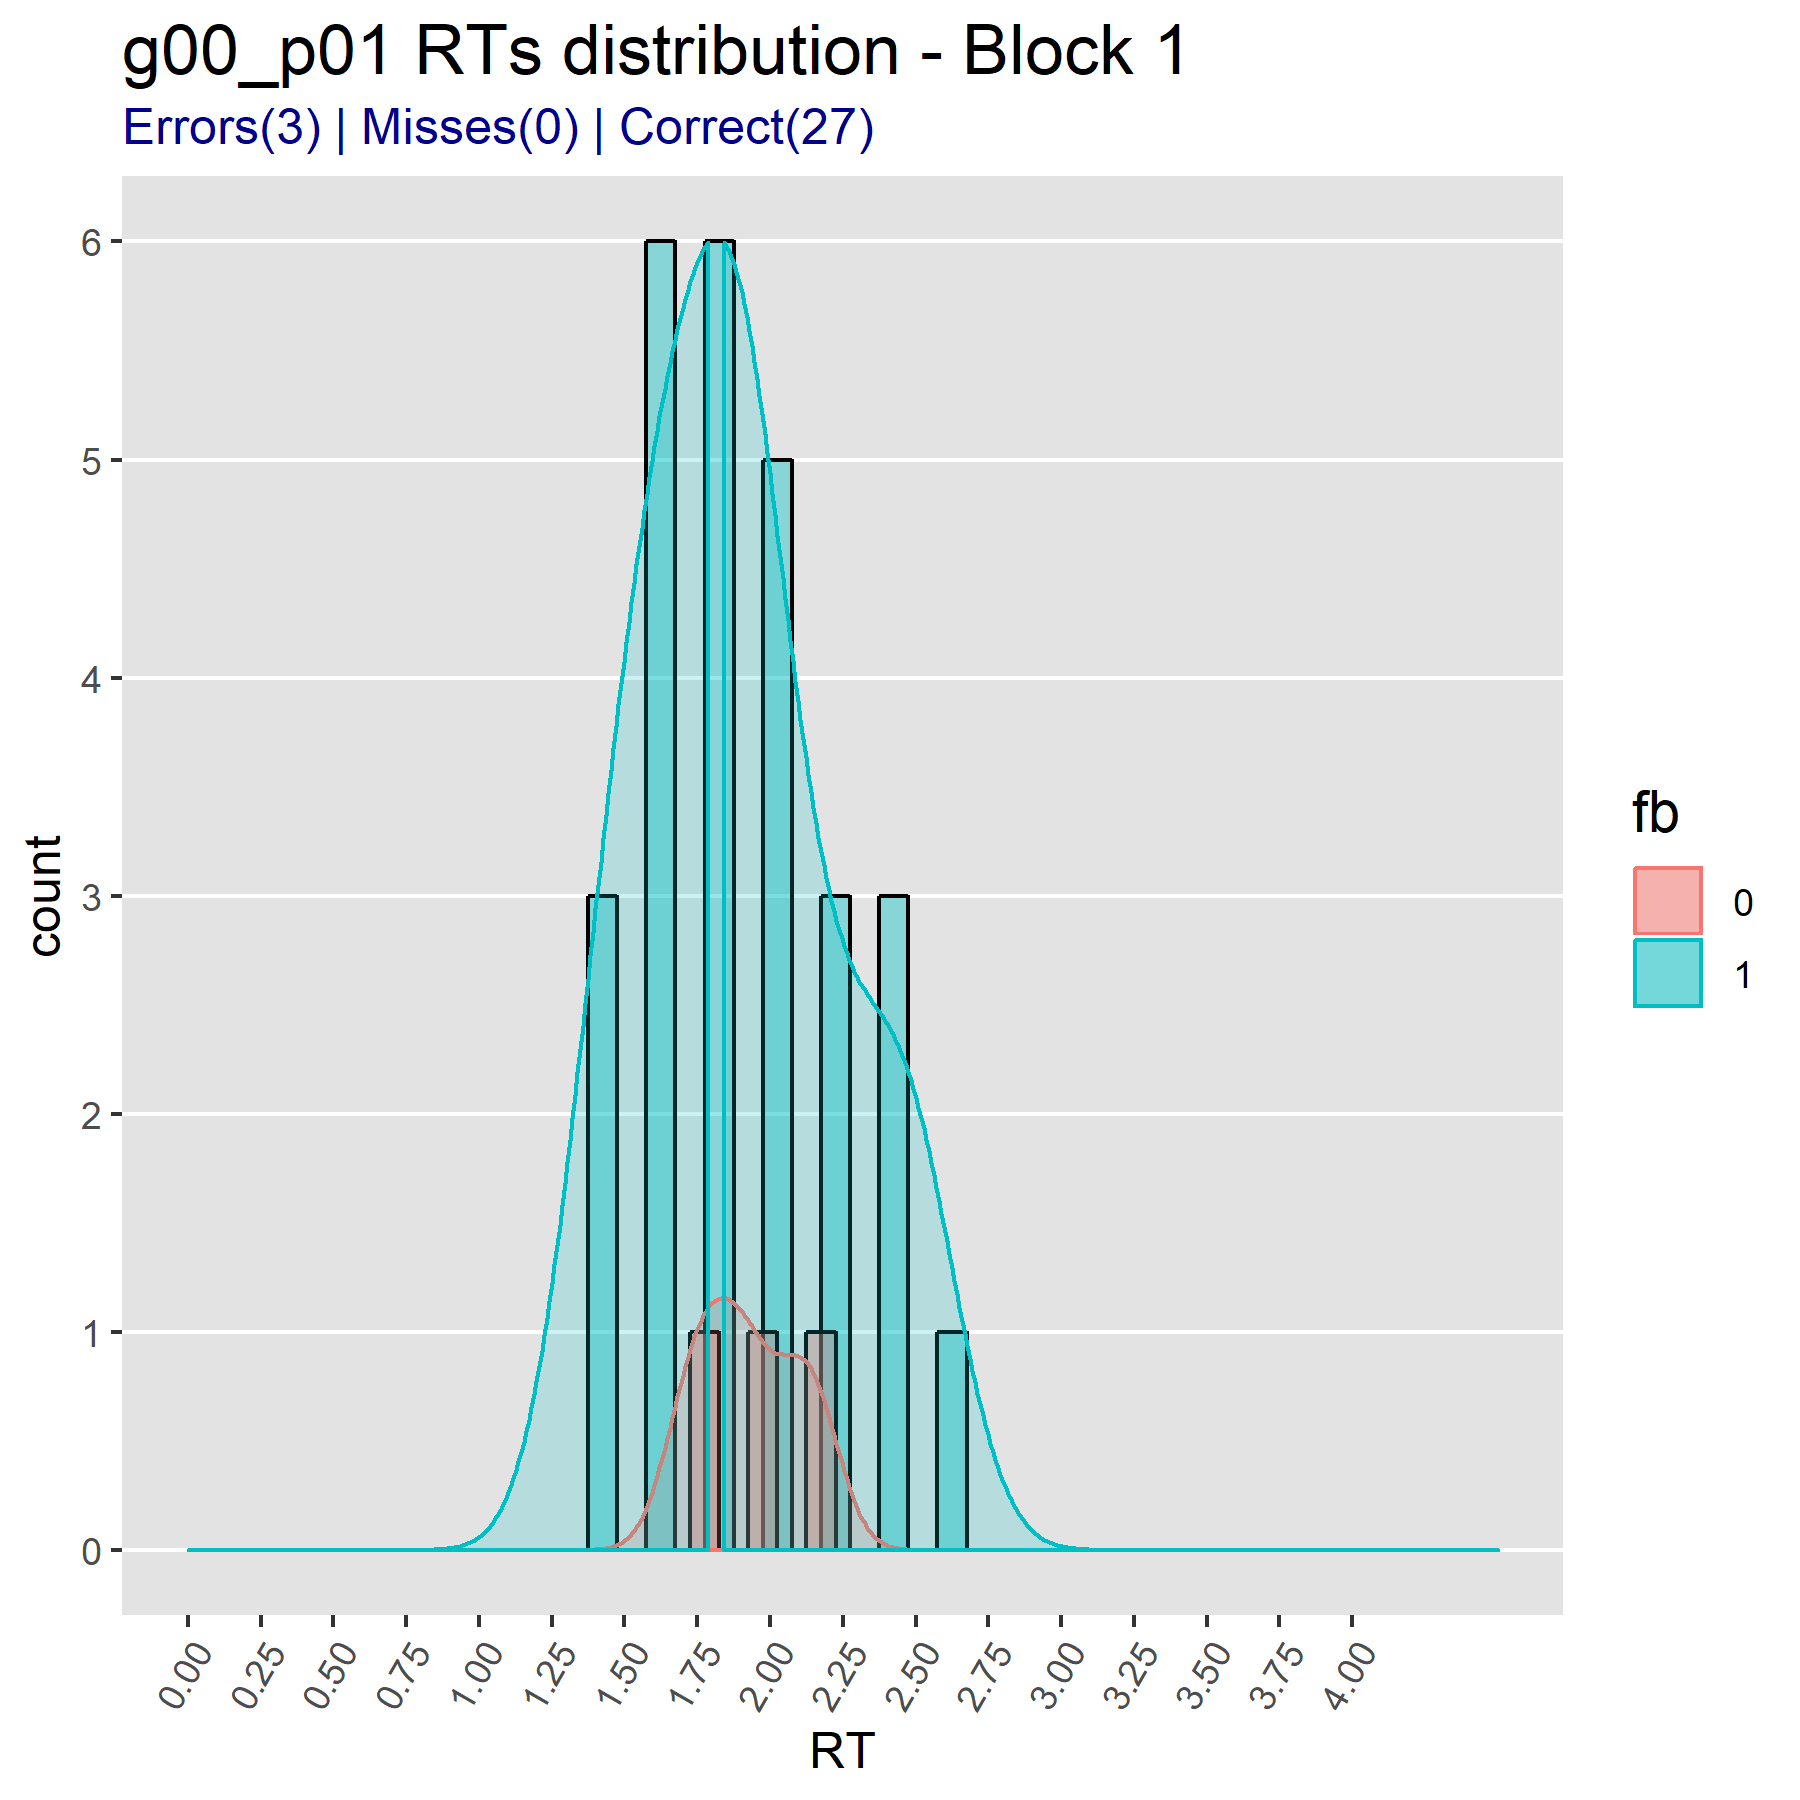 g00_p01 RTs distribution - Block 1
Errors(3) | Misses(0) | Correct(27)
6
5
4
3
2
1
0
count
0.00 0.25 0.50 0.75 1.00 1.25 1.50 1.75 2.00 2.25 2.50 2.75 3.00 3.25 3.50 3.75 4.00
RT
fb
0
1